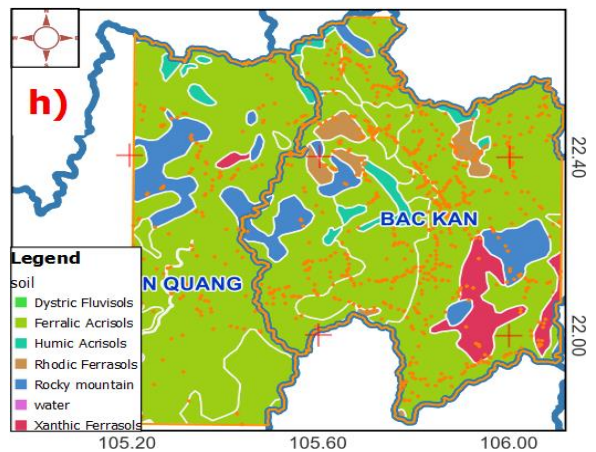 h)
22.40
BAC KAN
N QUANG
Legend
soil
Dystric Fluvisols
Ferralic Acrisols
Humic Acrisols
Rhodic Ferrasols
Rocky mountain
water
Xanthic Ferrasols
22.00
105.20 105.60 106.00